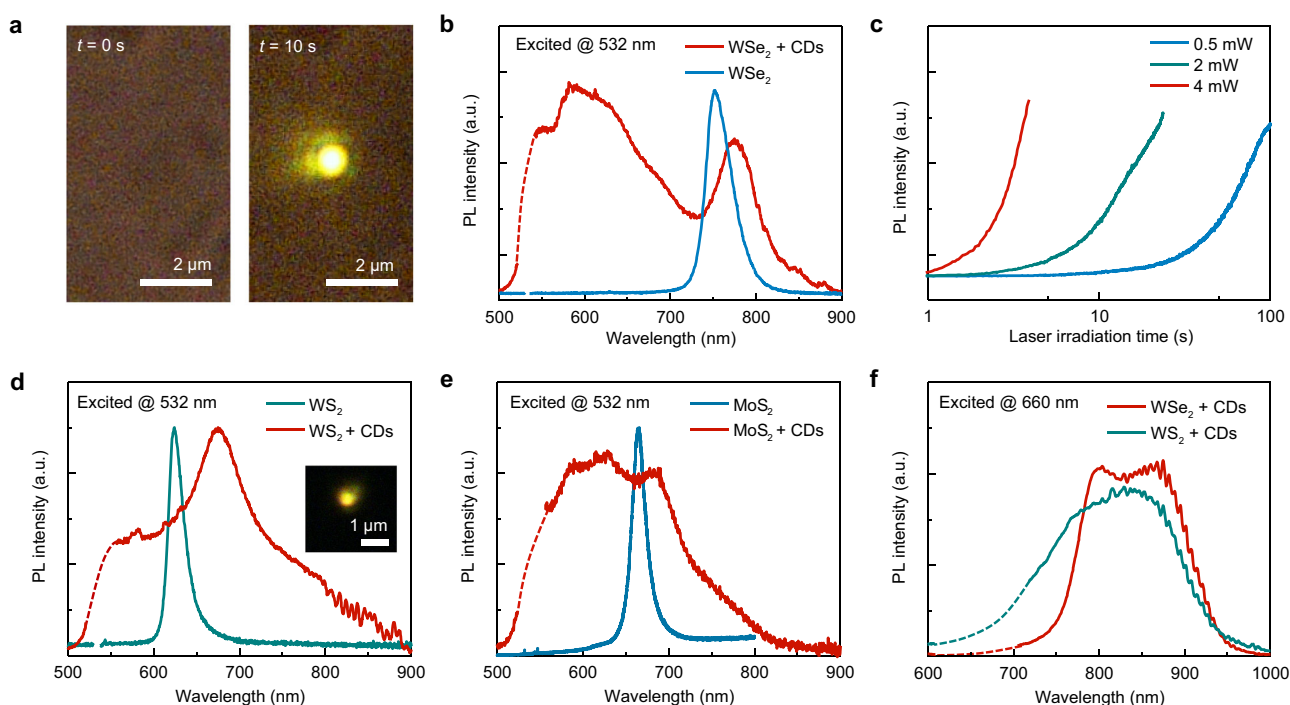 a
t = 0 s
2 µm
t = 10 s
2 µm
b
Excited @ 532 nm
WSe₂ + CDs
WSe₂
PL intensity (a.u.)
500 600 700 800 900
Wavelength (nm)
c
0.5 mW
2 mW
4 mW
PL intensity (a.u.)
1 10 100
Laser irradiation time (s)
d
Excited @ 532 nm
WS₂
WS₂ + CDs
1 µm
PL intensity (a.u.)
500 600 700 800 900
Wavelength (nm)
e
Excited @ 532 nm
MoS₂
MoS₂ + CDs
PL intensity (a.u.)
500 600 700 800 900
Wavelength (nm)
f
Excited @ 660 nm
WSe₂ + CDs
WS₂ + CDs
PL intensity (a.u.)
600 700 800 900 1000
Wavelength (nm)